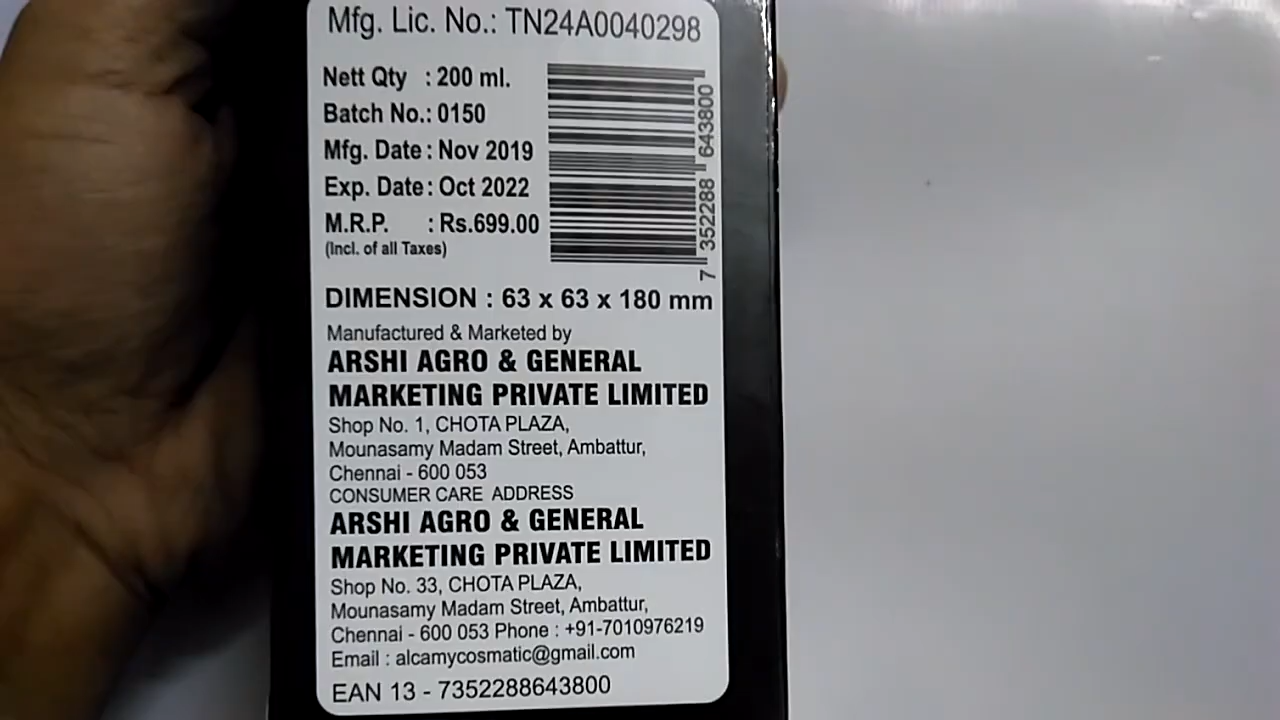 Mfg. Lic. No.: TN24A0040298
Nett Qty : 200 ml.
Batch No.: 0150
Mfg. Date : Nov 2019
Exp. Date : Oct 2022
M.R.P. : Rs.699.00
(Incl. of all Taxes)
7 352288 643800
DIMENSION : 63 x 63 x 180 mm
Manufactured & Marketed by
ARSHI AGRO & GENERAL
MARKETING PRIVATE LIMITED
Shop No. 1, CHOTA PLAZA,
Mounasamy Madam Street, Ambattur,
Chennai - 600 053
CONSUMER CARE ADDRESS
ARSHI AGRO & GENERAL
MARKETING PRIVATE LIMITED
Shop No. 33, CHOTA PLAZA,
Mounasamy Madam Street, Ambattur,
Chennai - 600 053 Phone : +91-7010976219
Email : alcamycosmatic@gmail.com
EAN 13 - 7352288643800